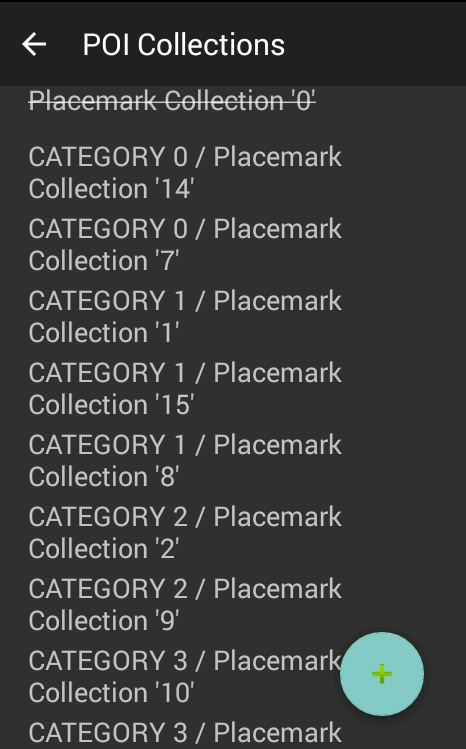 POI Collections
Placemark Collection '0'
CATEGORY 0 / Placemark
Collection '14'
CATEGORY 0 / Placemark
Collection '7'
CATEGORY 1 / Placemark
Collection '1'
CATEGORY 1 / Placemark
Collection '15'
CATEGORY 1 / Placemark
Collection '8'
CATEGORY 2 / Placemark
Collection '2'
CATEGORY 2 / Placemark
Collection '9'
CATEGORY 3 / Placemark
Collection '10'
CATEGORY 3 / Placemark